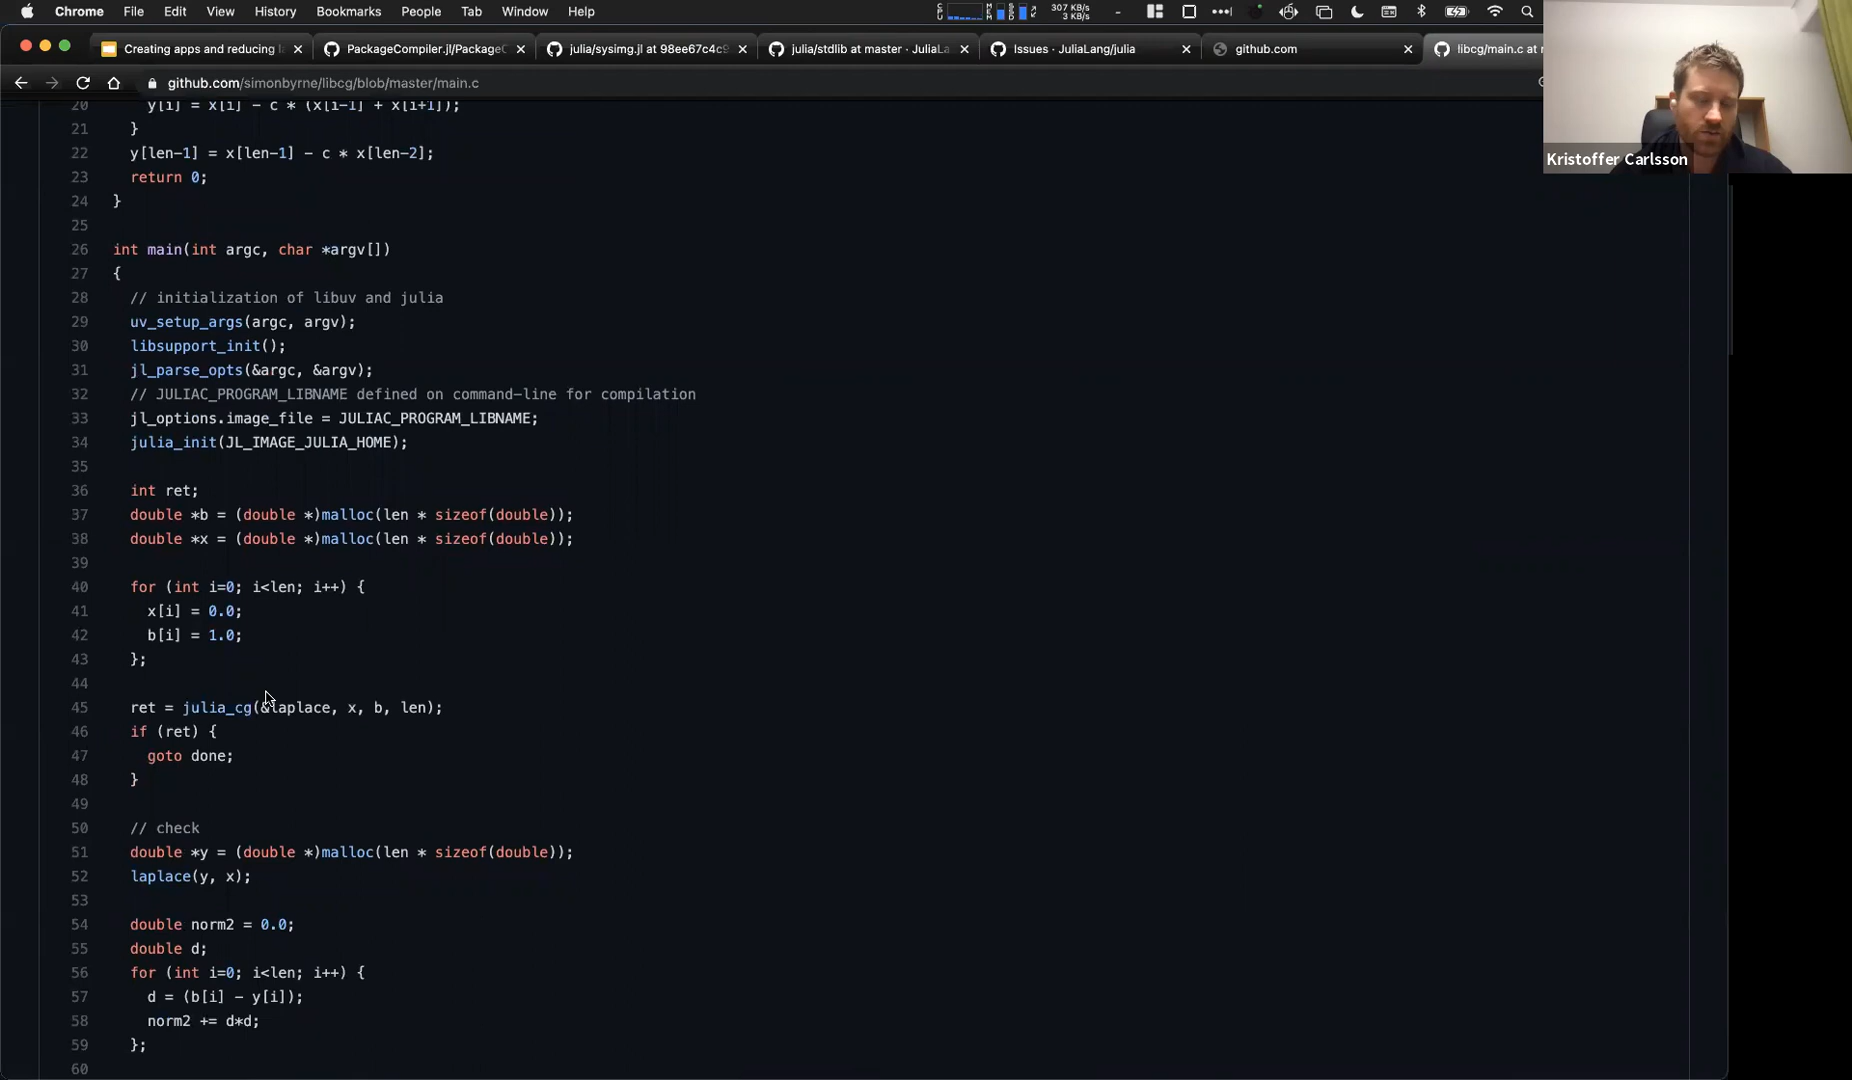 Chrome File Edit View History Bookmarks People Tab Window Help 307 KB/s 3 KB/s
Creating apps and reducing l
PackageCompiler.jl/PackageC
julia/sysimg.jl at 98ee67c4c9
julia/stdlib at master · JuliaLa
Issues · JuliaLang/julia
github.com
libcg/main.c at
github.com/simonbyrne/libcg/blob/master/main.c
Kristoffer Carlsson
20 y[i] = x[i] - c * (x[i-1] + x[i+1]);
21 }
22 y[len-1] = x[len-1] - c * x[len-2];
23 return 0;
24 }
25
26 int main(int argc, char *argv[])
27 {
28 // initialization of libuv and julia
29 uv_setup_args(argc, argv);
30 libsupport_init();
31 jl_parse_opts(&argc, &argv);
32 // JULIAC_PROGRAM_LIBNAME defined on command-line for compilation
33 jl_options.image_file = JULIAC_PROGRAM_LIBNAME;
34 julia_init(JL_IMAGE_JULIA_HOME);
35
36 int ret;
37 double *b = (double *)malloc(len * sizeof(double));
38 double *x = (double *)malloc(len * sizeof(double));
39
40 for (int i=0; i<len; i++) {
41 x[i] = 0.0;
42 b[i] = 1.0;
43 };
44
45 ret = julia_cg(&laplace, x, b, len);
46 if (ret) {
47 goto done;
48 }
49
50 // check
51 double *y = (double *)malloc(len * sizeof(double));
52 laplace(y, x);
53
54 double norm2 = 0.0;
55 double d;
56 for (int i=0; i<len; i++) {
57 d = (b[i] - y[i]);
58 norm2 += d*d;
59 };
60